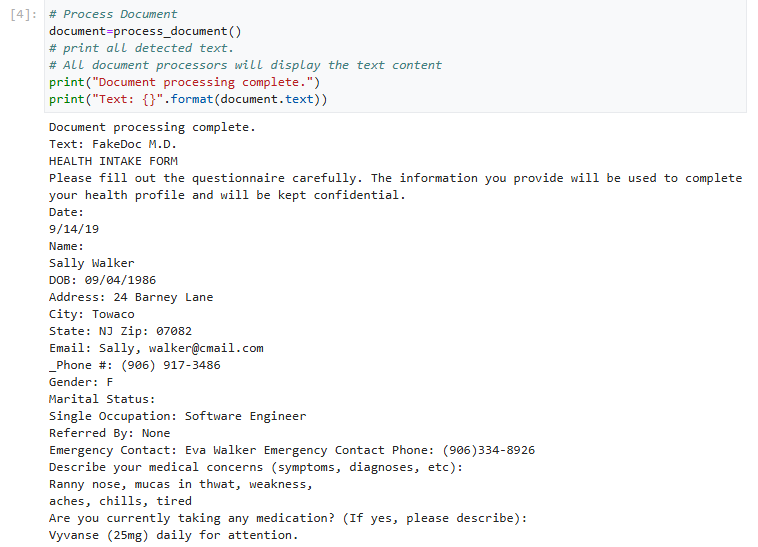 [4]: # Process Document
document=process_document()
# print all detected text.
# All document processors will display the text content
print("Document processing complete.")
print("Text: {}".format(document.text))
Document processing complete.
Text: FakeDoc M.D.
HEALTH INTAKE FORM
Please fill out the questionnaire carefully. The information you provide will be used to complete
your health profile and will be kept confidential.
Date:
9/14/19
Name:
Sally Walker
DOB: 09/04/1986
Address: 24 Barney Lane
City: Towaco
State: NJ Zip: 07082
Email: Sally, walker@cmail.com
_Phone #: (906) 917-3486
Gender: F
Marital Status:
Single Occupation: Software Engineer
Referred By: None
Emergency Contact: Eva Walker Emergency Contact Phone: (906)334-8926
Describe your medical concerns (symptoms, diagnoses, etc):
Ranny nose, mucas in thwat, weakness,
aches, chills, tired
Are you currently taking any medication? (If yes, please describe):
Vyvanse (25mg) daily for attention.